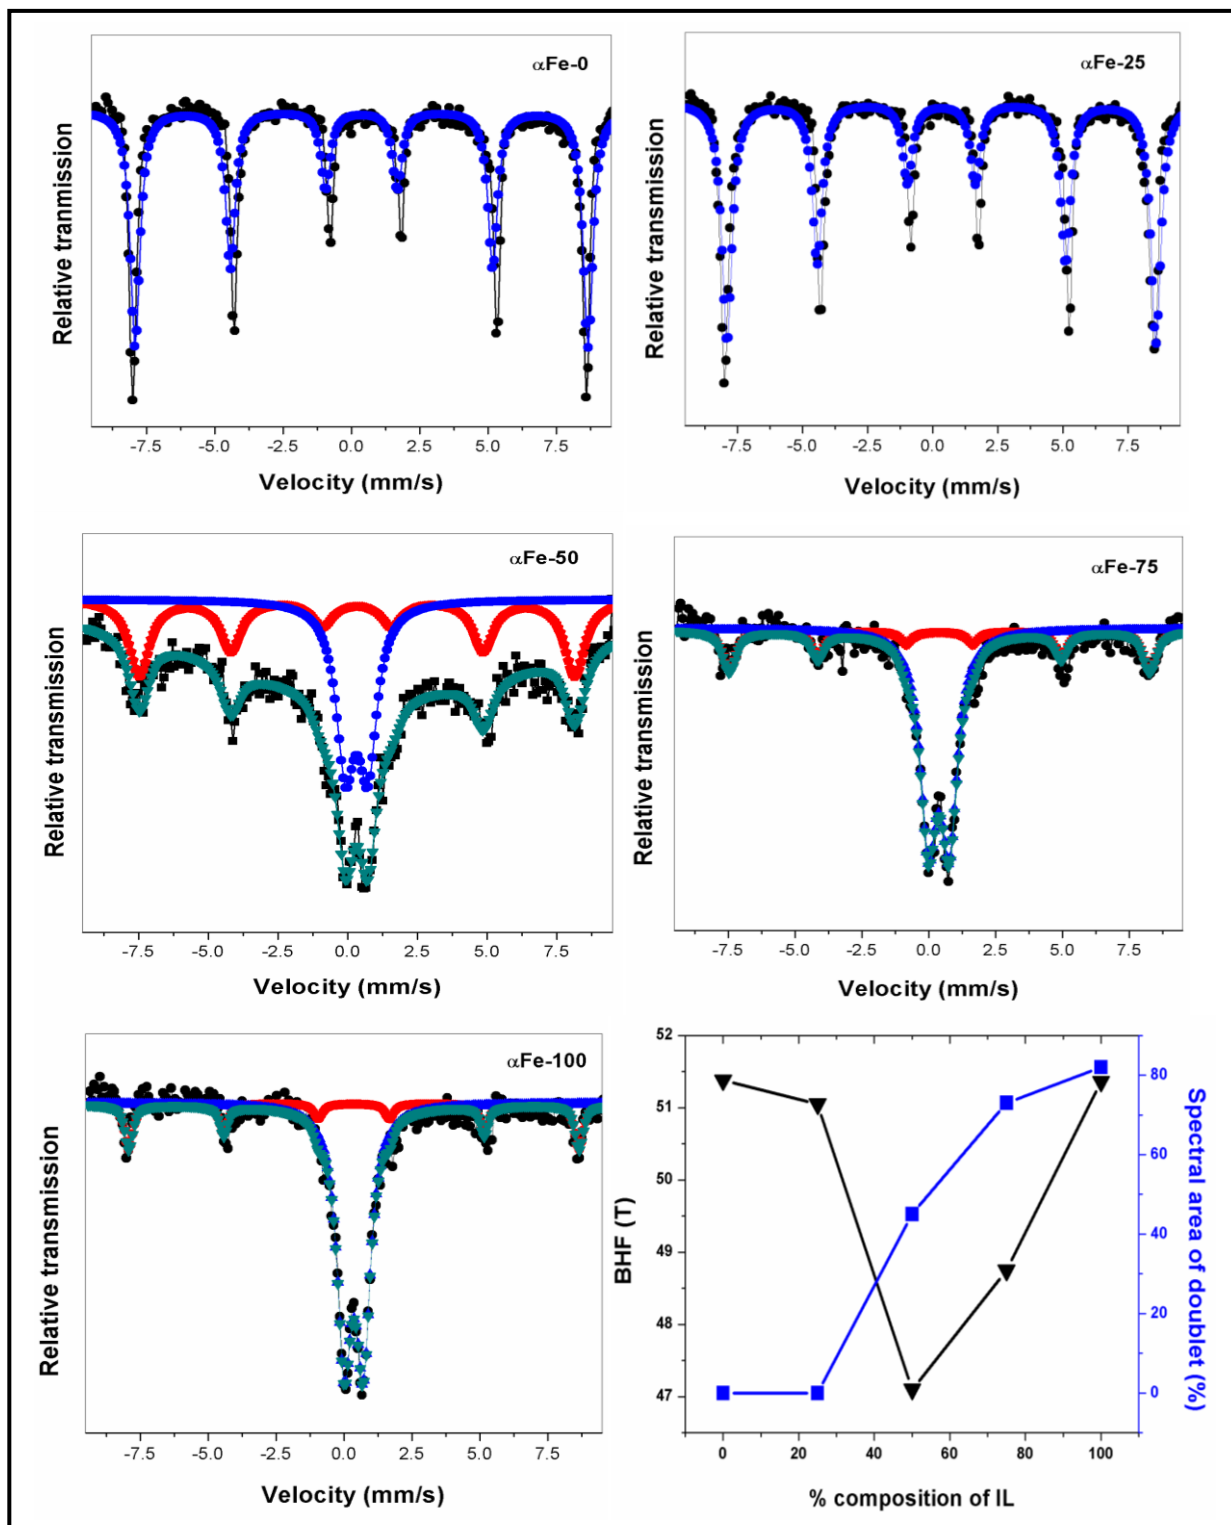 αFe-0
Relative tranmission
-7.5 -5.0 -2.5 0.0 2.5 5.0 7.5
Velocity (mm/s)
αFe-25
Relative transmission
-7.5 -5.0 -2.5 0.0 2.5 5.0 7.5
Velocity (mm/s)
αFe-50
Relative transmission
-7.5 -5.0 -2.5 0.0 2.5 5.0 7.5
Velocity (mm/s)
αFe-75
Relative transmission
-7.5 -5.0 -2.5 0.0 2.5 5.0 7.5
Velocity (mm/s)
αFe-100
Relative transmission
-7.5 -5.0 -2.5 0.0 2.5 5.0 7.5
Velocity (mm/s)
52
51
50
49
48
47
BHF (T)
80
60
40
20
0
Spectral area of doublet (%)
0 20 40 60 80 100
% composition of IL